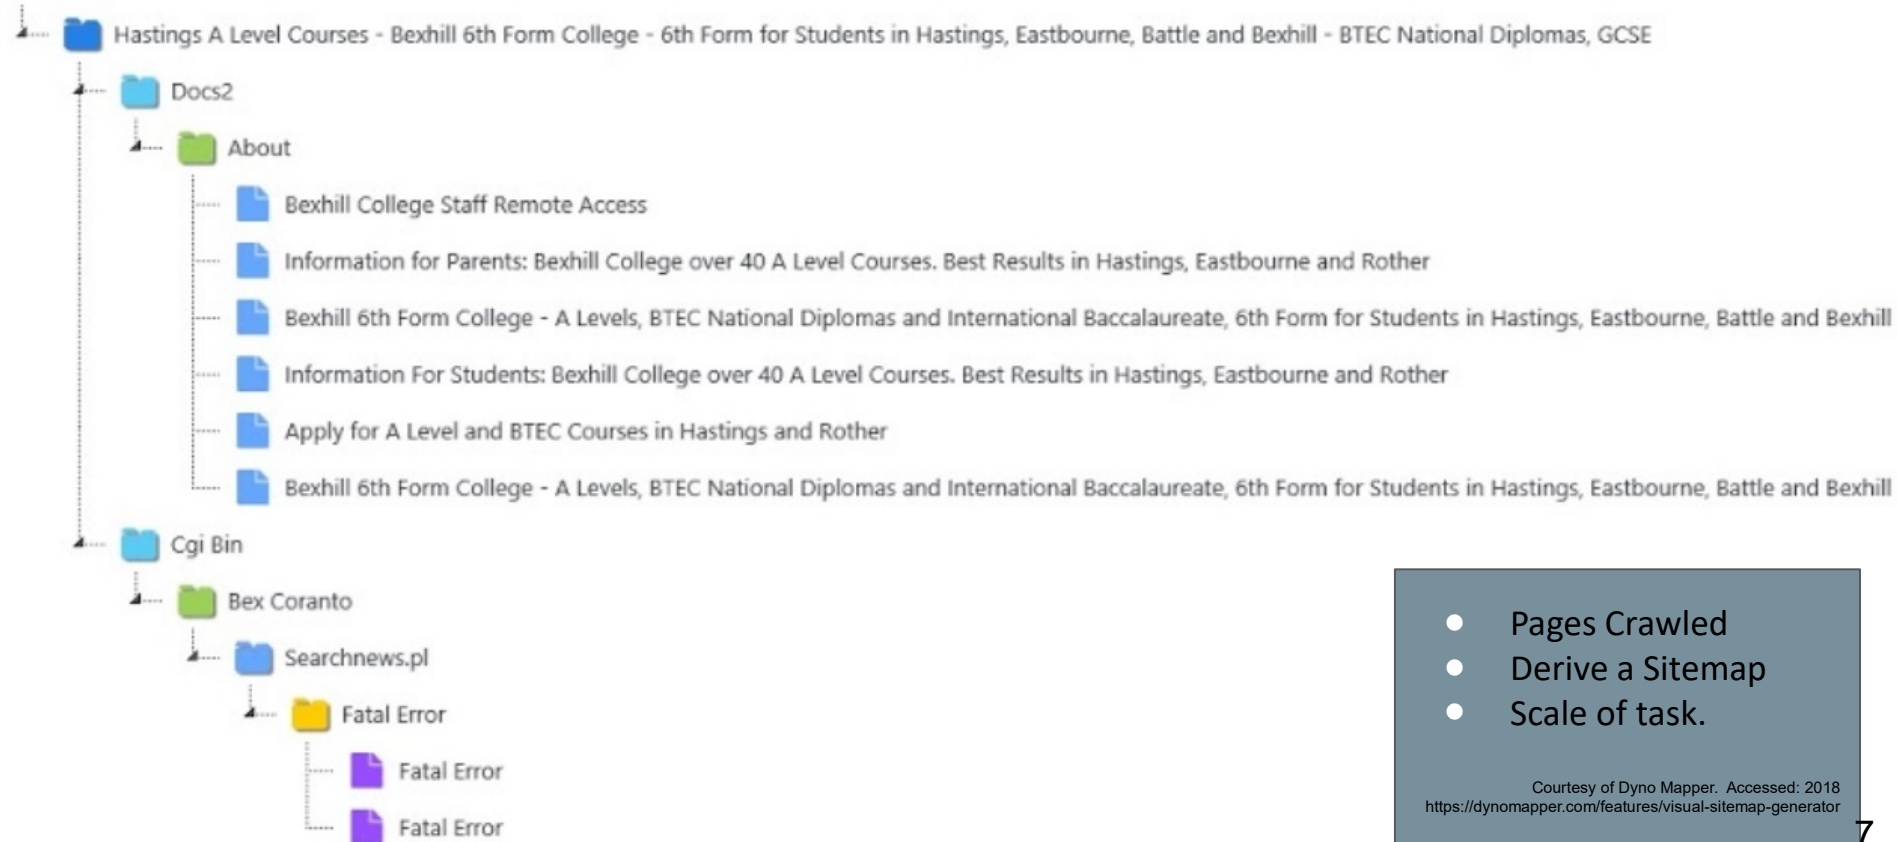 Hastings A Level Courses - Bexhill 6th Form College - 6th Form for Students in Hastings, Eastbourne, Battle and Bexhill - BTEC National Diplomas, GCSE
Docs2
About
Bexhill College Staff Remote Access
Information for Parents: Bexhill College over 40 A Level Courses. Best Results in Hastings, Eastbourne and Rother
Bexhill 6th Form College - A Levels, BTEC National Diplomas and International Baccalaureate, 6th Form for Students in Hastings, Eastbourne, Battle and Bexhill
Information For Students: Bexhill College over 40 A Level Courses. Best Results in Hastings, Eastbourne and Rother
Apply for A Level and BTEC Courses in Hastings and Rother
Bexhill 6th Form College - A Levels, BTEC National Diplomas and International Baccalaureate, 6th Form for Students in Hastings, Eastbourne, Battle and Bexhill
Cgi Bin
Bex Coranto
Searchnews.pl
Fatal Error
Fatal Error
Fatal Error
● Pages Crawled
● Derive a Sitemap
● Scale of task.
Courtesy of Dyno Mapper. Accessed: 2018
https://dynomapper.com/features/visual-sitemap-generator
7